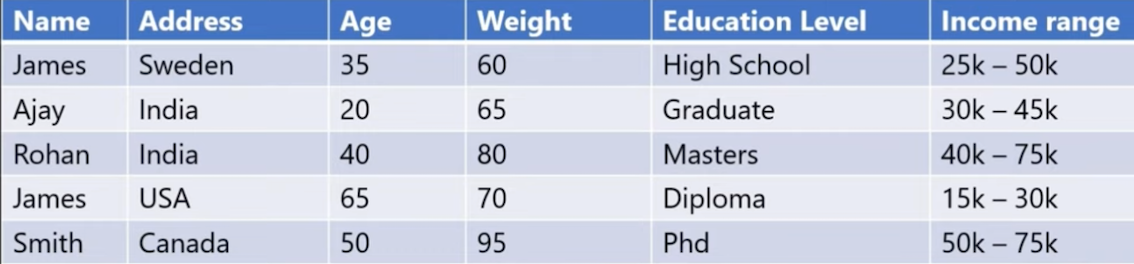 Name Address Age Weight Education Level Income range
James Sweden 35 60 High School 25k – 50k
Ajay India 20 65 Graduate 30k – 45k
Rohan India 40 80 Masters 40k – 75k
James USA 65 70 Diploma 15k – 30k
Smith Canada 50 95 Phd 50k – 75k